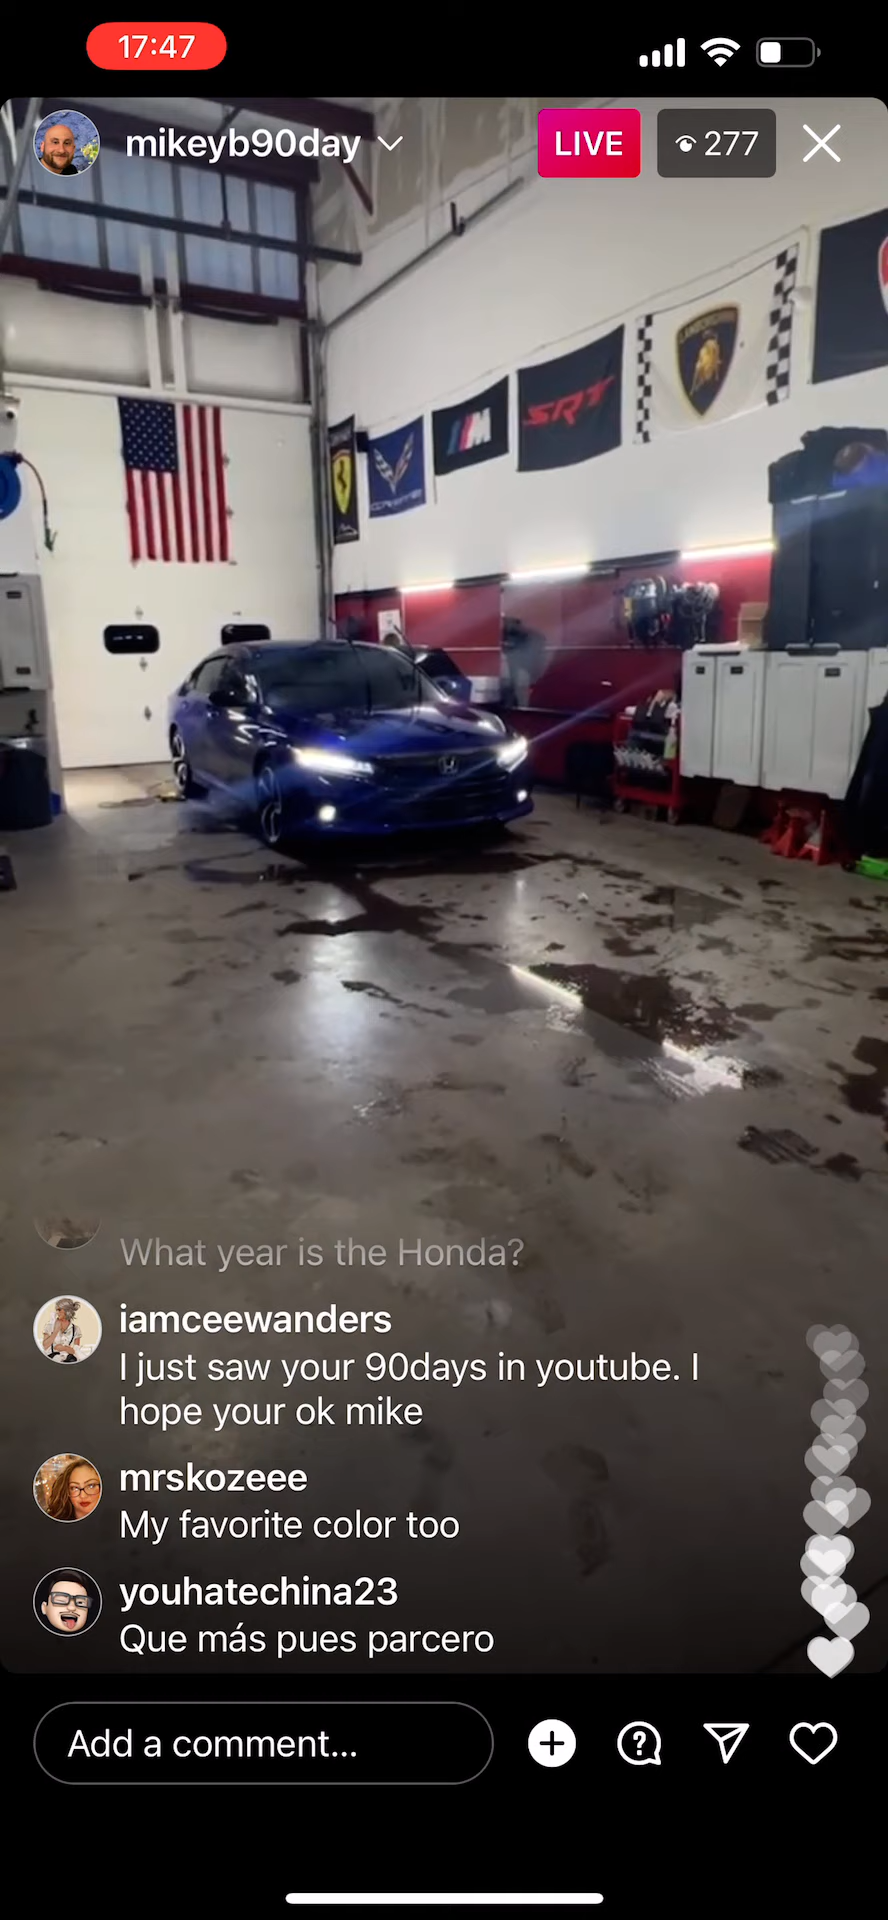 17:47
mikeyb90day
LIVE
277
LAMBORGHINI
SRT
M
What year is the Honda?
iamceewanders
I just saw your 90days in youtube. I
hope your ok mike
mrskozeee
My favorite color too
youhatechina23
Que más pues parcero
Add a comment...